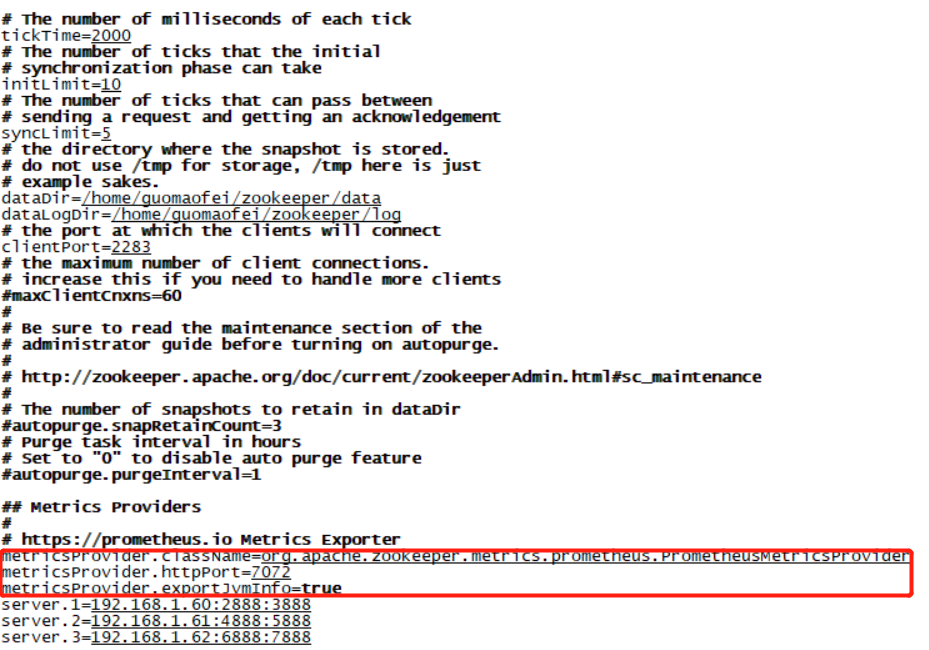 # The number of milliseconds of each tick
tickTime=2000
# The number of ticks that the initial
# synchronization phase can take
initLimit=10
# The number of ticks that can pass between
# sending a request and getting an acknowledgement
syncLimit=5
# the directory where the snapshot is stored.
# do not use /tmp for storage, /tmp here is just
# example sakes.
dataDir=/home/guomaofei/zookeeper/data
dataLogDir=/home/guomaofei/zookeeper/log
# the port at which the clients will connect
clientPort=2283
# the maximum number of client connections.
# increase this if you need to handle more clients
#maxClientCnxns=60
#
# Be sure to read the maintenance section of the
# administrator guide before turning on autopurge.
#
# http://zookeeper.apache.org/doc/current/zookeeperAdmin.html#sc_maintenance
#
# The number of snapshots to retain in dataDir
#autopurge.snapRetainCount=3
# Purge task interval in hours
# Set to "0" to disable auto purge feature
#autopurge.purgeInterval=1
## Metrics Providers
#
# https://prometheus.io Metrics Exporter
metricsProvider.className=org.apache.zookeeper.metrics.prometheus.PrometheusMetricsProvider
metricsProvider.httpPort=7072
metricsProvider.exportJvmInfo=true
server.1=192.168.1.60:2888:3888
server.2=192.168.1.61:4888:5888
server.3=192.168.1.62:6888:7888